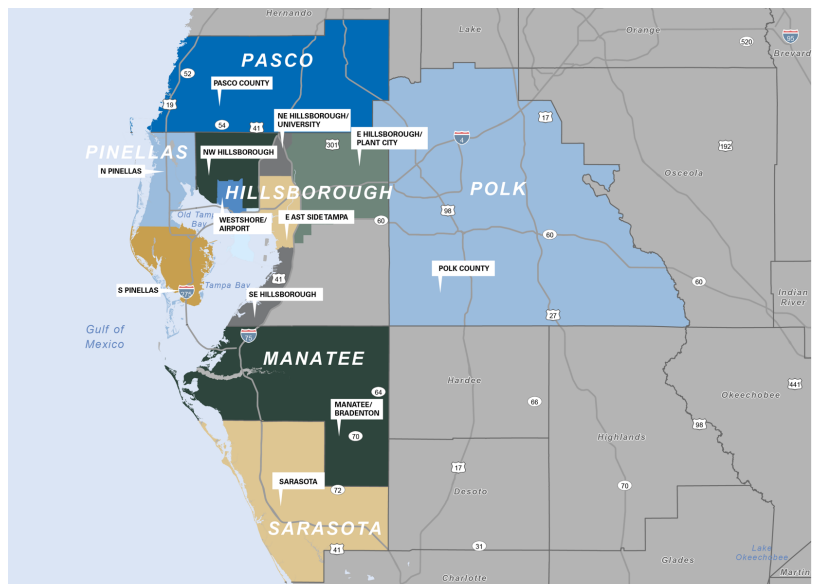 Hernando
Lake
Orange
520
95
Brevard
PASCO
52
PASCO COUNTY
19
54
41
NE HILLSBOROUGH/
UNIVERSITY
17
301
E HILLSBOROUGH/
PLANT CITY
4
192
PINELLAS
NW HILLSBOROUGH
N PINELLAS
Osceola
HILLSBOROUGH
POLK
98
Old Tampa
Bay
WESTSHORE/
AIRPORT
E AST SIDE TAMPA
60
60
POLK COUNTY
41
60
S PINELLAS
275
Tampa Bay
SE HILLSBOROUGH
Indian
River
27
Gulf of
Mexico
75
MANATEE
Hardee
64
441
Okeechobee
MANATEE/
BRADENTON
66
98
70
Highlands
17
SARASOTA
72
Desoto
70
SARASOTA
41
31
Lake
Okeechobee
Glades
Martin
Charlotte